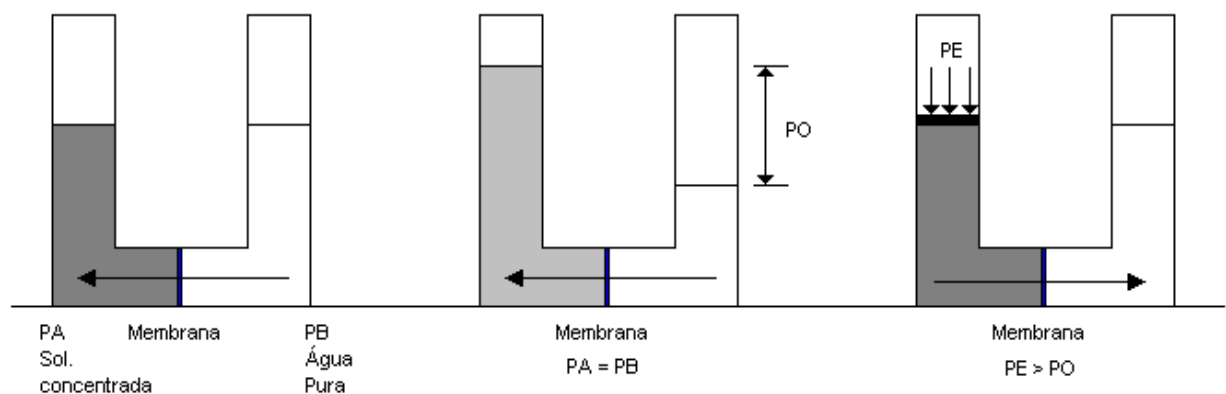 PE
PO
PA
Sol.
concentrada
Membrana
PB
Água
Pura
Membrana
PA = PB
Membrana
PE > PO